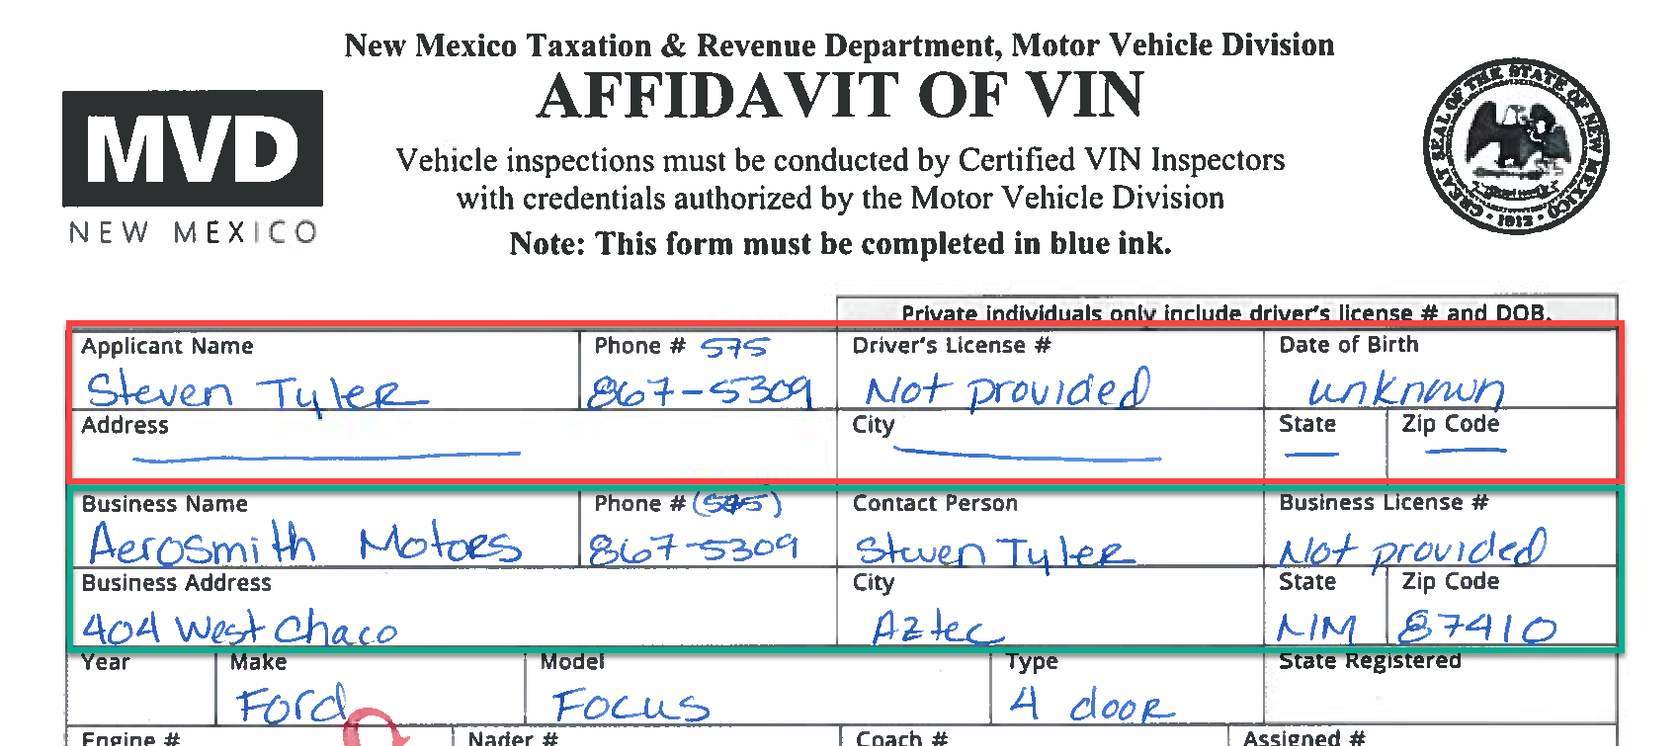 New Mexico Taxation & Revenue Department, Motor Vehicle Division
AFFIDAVIT OF VIN
MVD
NEW MEXICO
Vehicle inspections must be conducted by Certified VIN Inspectors
with credentials authorized by the Motor Vehicle Division
Note: This form must be completed in blue ink.
GREAT SEAL OF THE STATE OF NEW MEXICO · 1912 ·
Private individuals only include driver's license # and DOB.
Applicant Name Phone # 575 Driver's License # Date of Birth
Steven Tyler 867-5309 Not provided unknown
Address City State Zip Code
Business Name Phone # (575) Contact Person Business License #
Aerosmith Motors 867-5309 Steven Tyler Not provided
Business Address City State Zip Code
404 West Chaco Aztec NM 87410
Year Make Model Type State Registered
Ford Focus 4 door
Engine # Nader # Coach # Assigned #